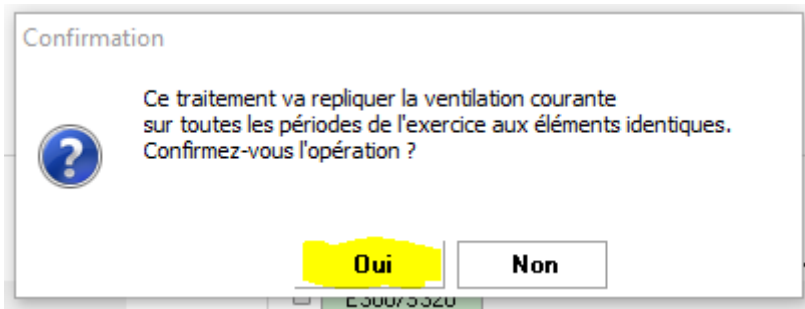 Confirmation
Ce traitement va repliquer la ventilation courante
sur toutes les périodes de l'exercice aux éléments identiques.
Confirmez-vous l'opération ?
Oui Non